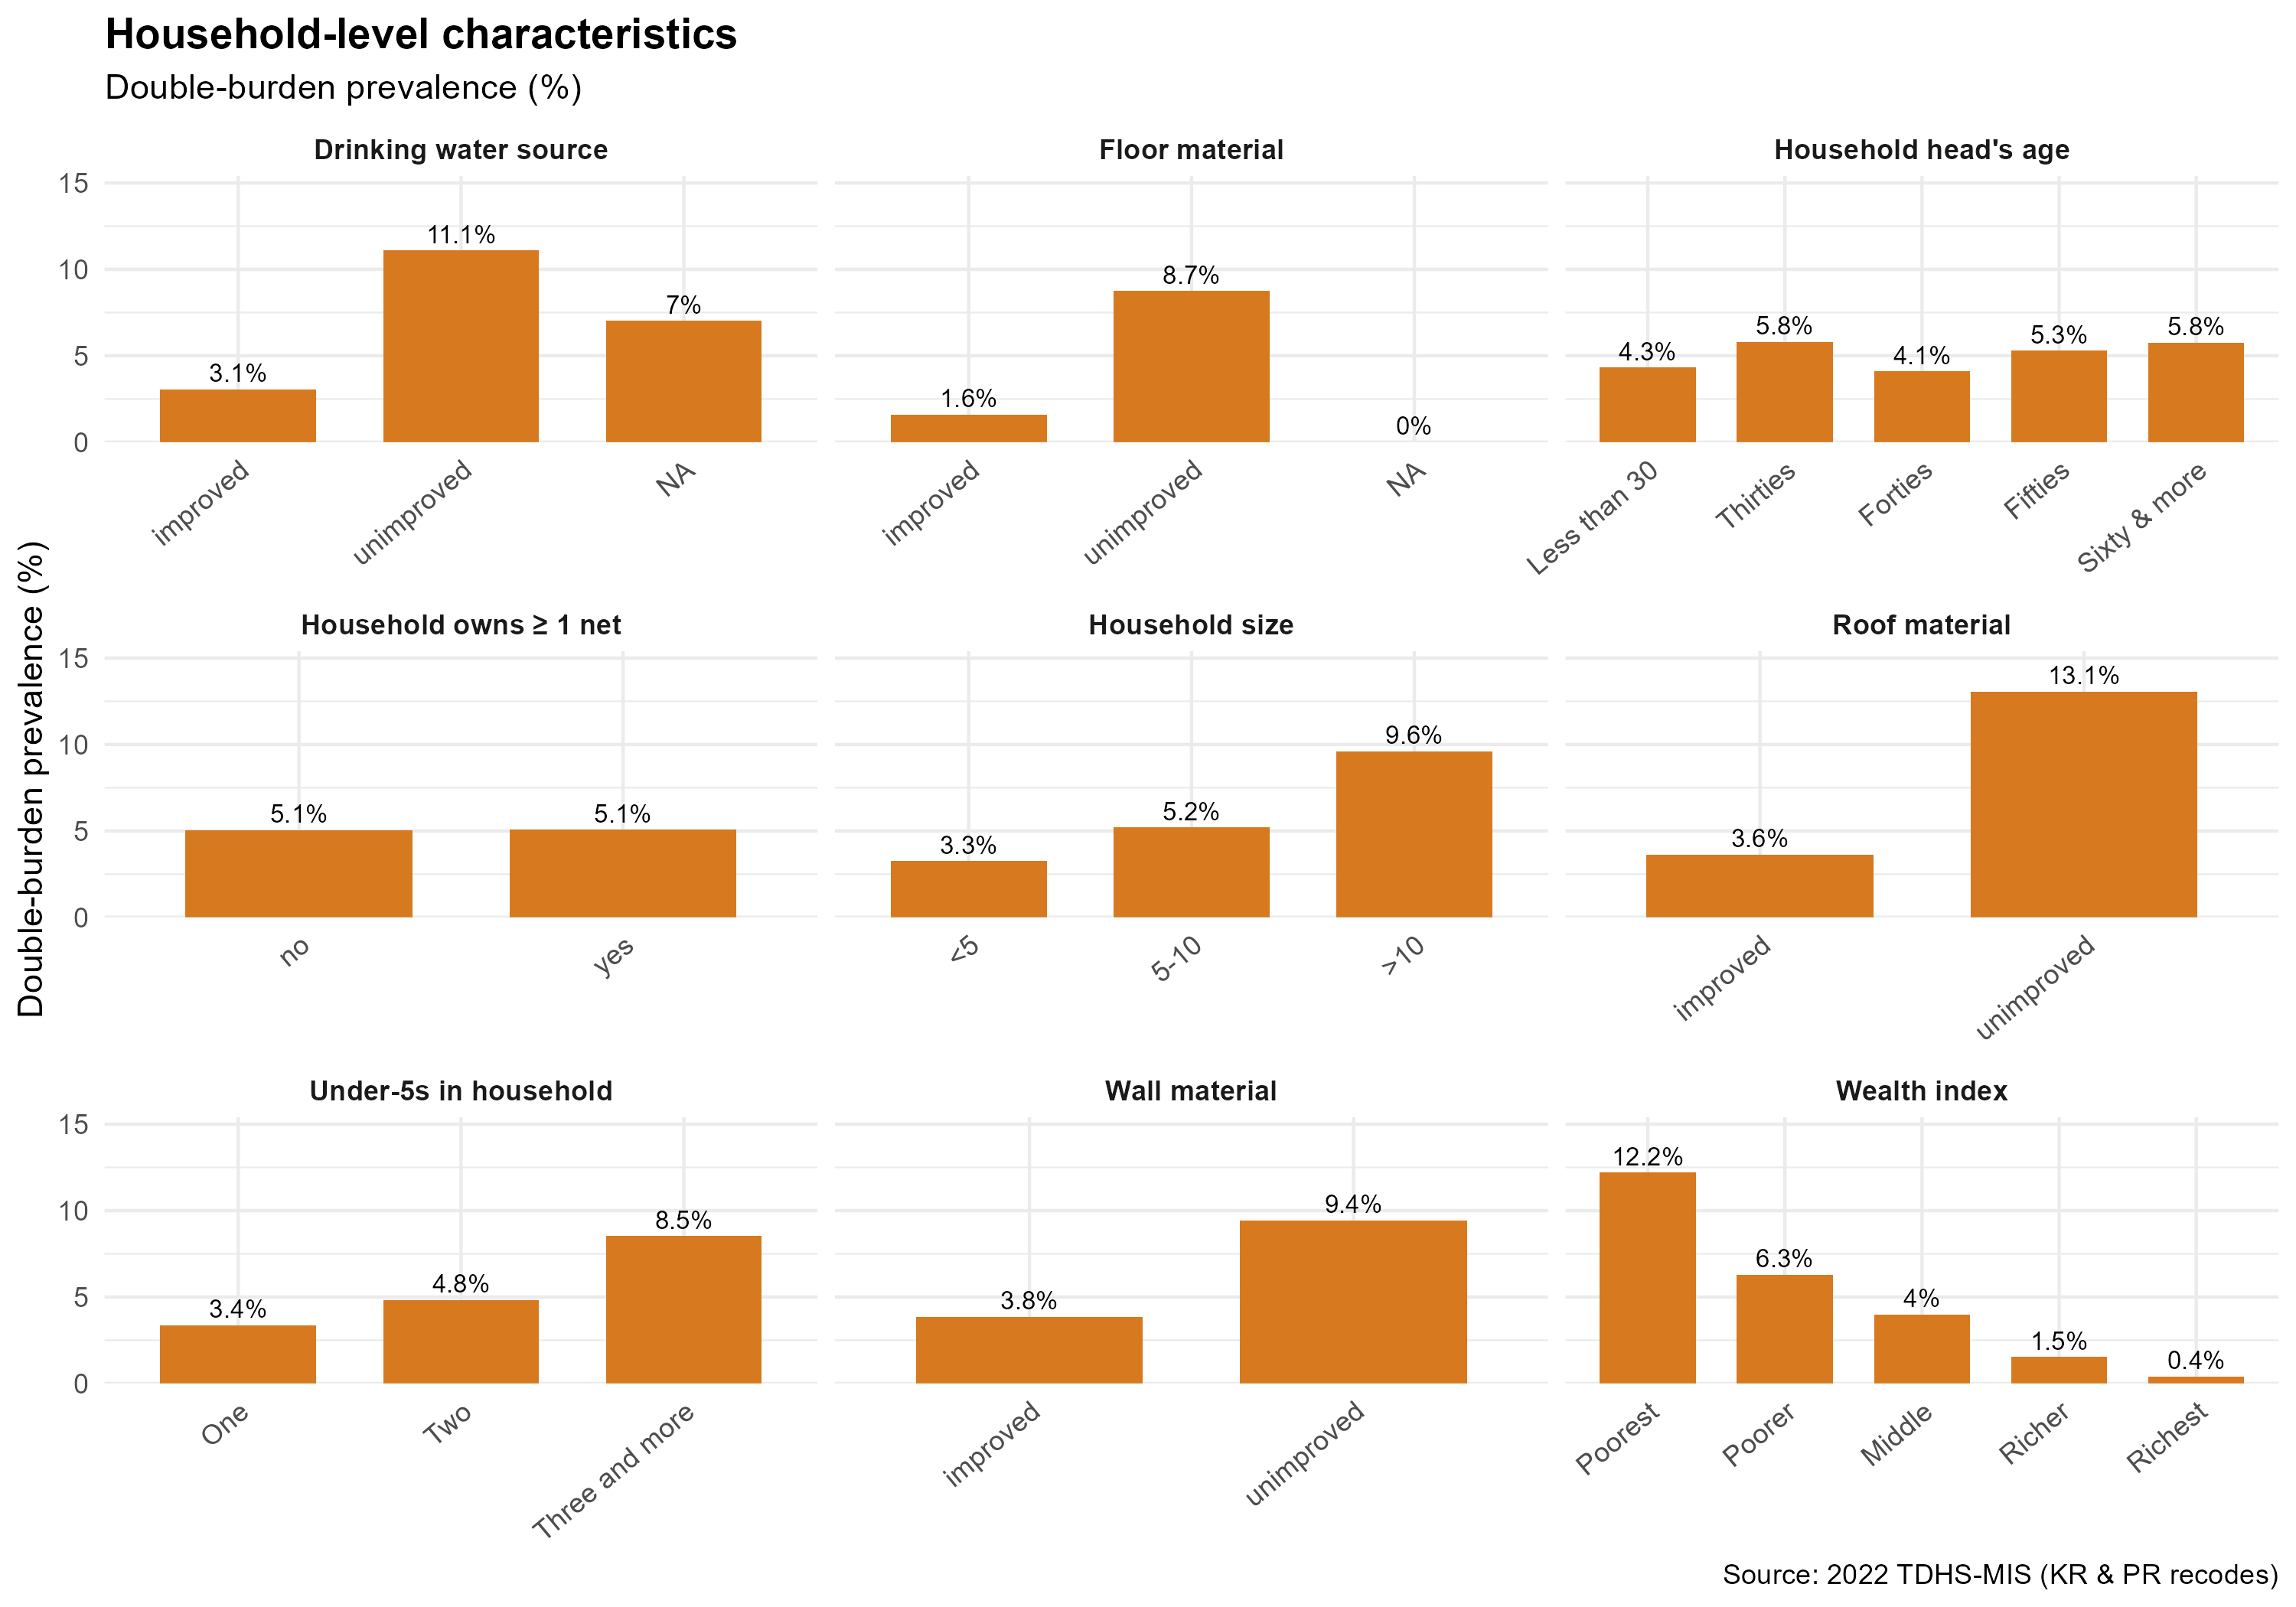 Household-level characteristics
Double-burden prevalence (%)
Double-burden prevalence (%)
Drinking water source
15
10
5
0
3.1%
11.1%
7%
improved
unimproved
NA
Floor material
1.6%
8.7%
0%
improved
unimproved
NA
Household head's age
4.3%
5.8%
4.1%
5.3%
5.8%
Less than 30
Thirties
Forties
Fifties
Sixty & more
Household owns ≥ 1 net
15
10
5
0
5.1%
5.1%
no
yes
Household size
3.3%
5.2%
9.6%
<5
5-10
>10
Roof material
3.6%
13.1%
improved
unimproved
Under-5s in household
15
10
5
0
3.4%
4.8%
8.5%
One
Two
Three and more
Wall material
3.8%
9.4%
improved
unimproved
Wealth index
12.2%
6.3%
4%
1.5%
0.4%
Poorest
Poorer
Middle
Richer
Richest
Source: 2022 TDHS-MIS (KR & PR recodes)